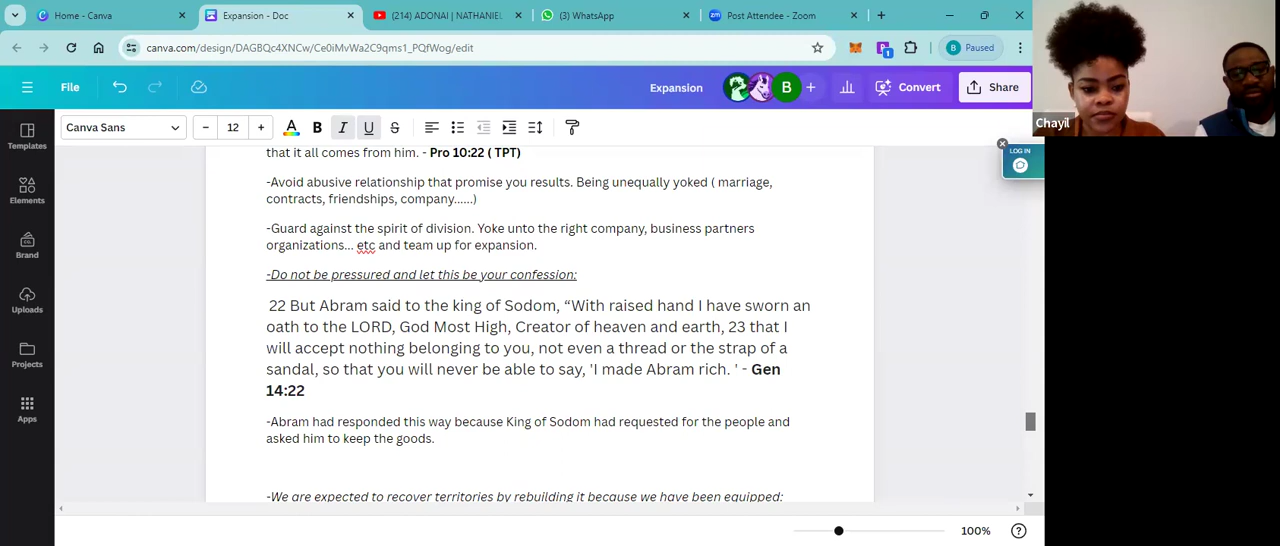 Home - Canva
Expansion - Doc
(214) ADONAI | NATHANIEL
(3) WhatsApp
Post Attendee - Zoom
canva.com/design/DAGBQc4XNCw/Ce0iMvWa2C9qms1_PQfWog/edit
1
B Paused
File
Expansion
B
Convert
Share
Canva Sans
12
B I U S
Templates
Elements
Brand
Uploads
Projects
Apps
Chayil
LOG IN
that it all comes from him. - Pro 10:22 ( TPT)
-Avoid abusive relationship that promise you results. Being unequally yoked ( marriage,
contracts, friendships, company......)
-Guard against the spirit of division. Yoke unto the right company, business partners
organizations... etc and team up for expansion.
-Do not be pressured and let this be your confession:
22 But Abram said to the king of Sodom, “With raised hand I have sworn an
oath to the LORD, God Most High, Creator of heaven and earth, 23 that I
will accept nothing belonging to you, not even a thread or the strap of a
sandal, so that you will never be able to say, 'I made Abram rich. ' - Gen
14:22
-Abram had responded this way because King of Sodom had requested for the people and
asked him to keep the goods.
-We are expected to recover territories by rebuilding it because we have been equipped:
100%